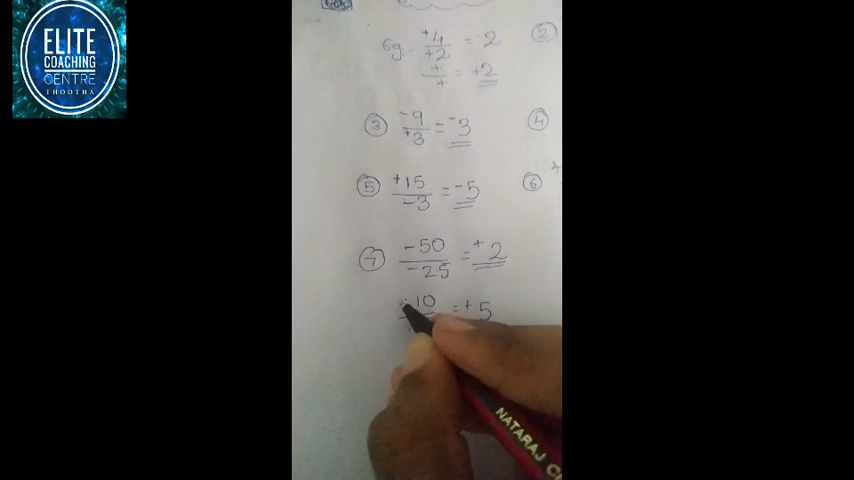 ELITE
COACHING
CENTRE
THOOTHA
Eg. +4/+2 = 2 ②
+/+ = +2
③ -9/+3 = -3 ④
⑤ +15/-3 = -5 ⑥
⑦ -50/-25 = +2
10 = + 5
NATARAJ